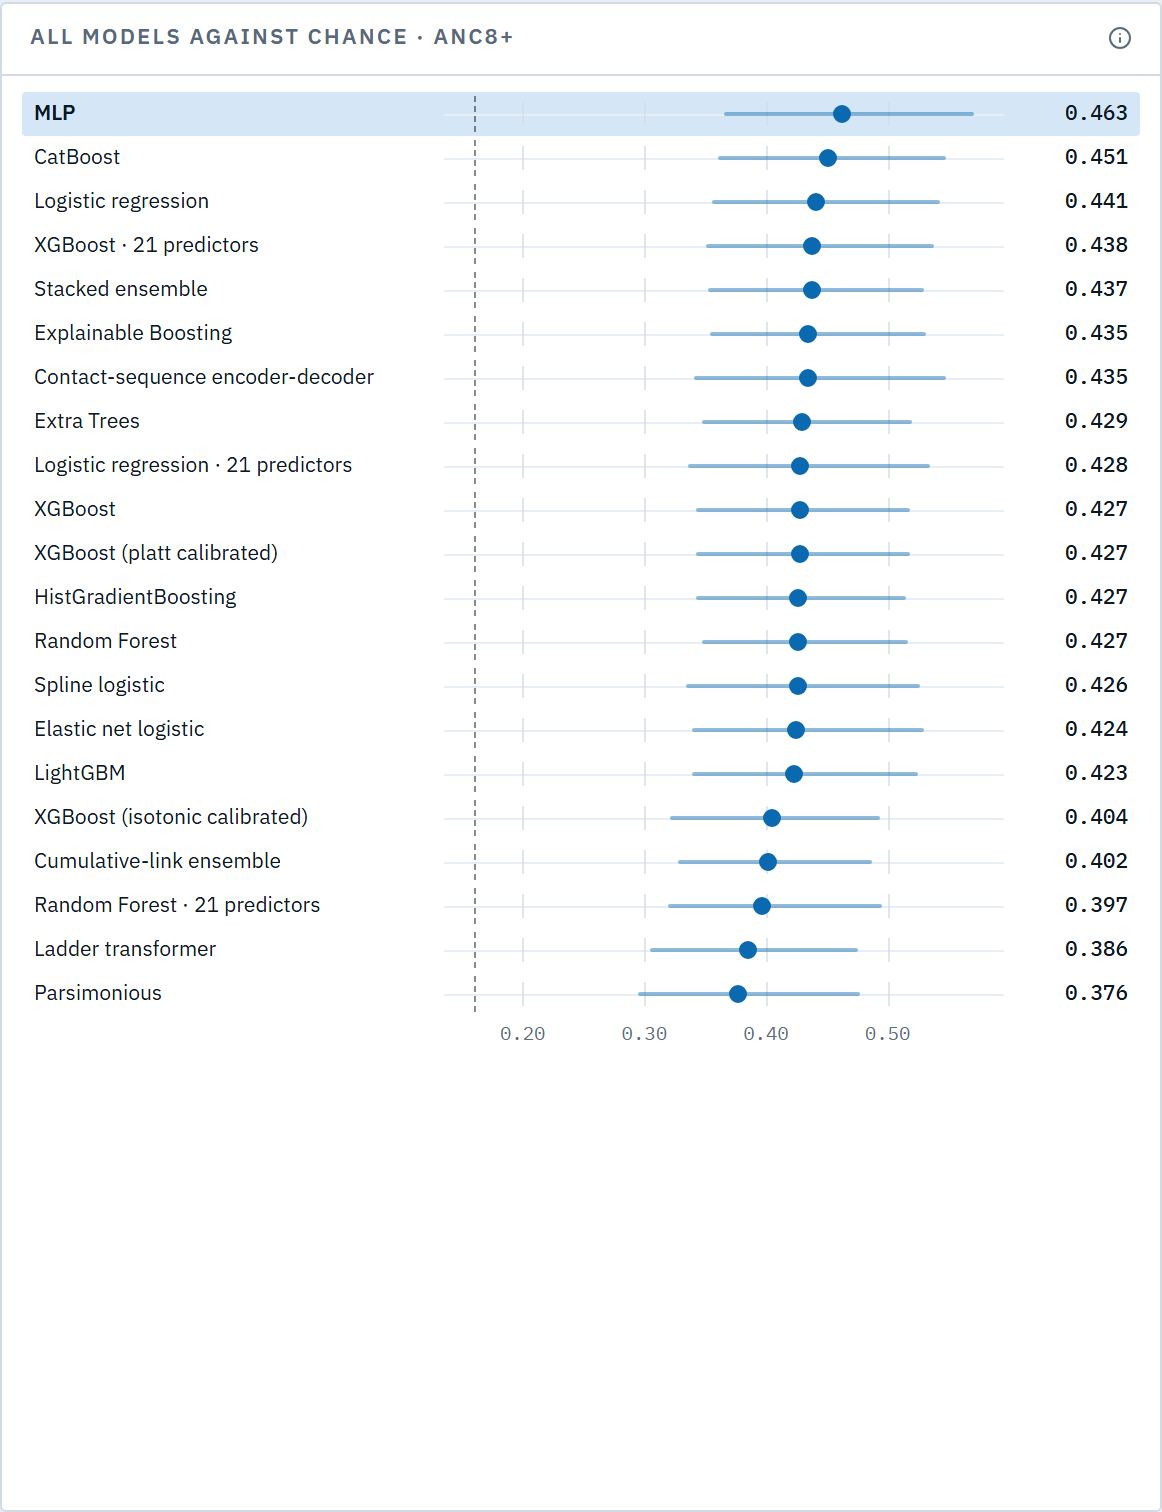 ALL MODELS AGAINST CHANCE · ANC8+
MLP 0.463
CatBoost 0.451
Logistic regression 0.441
XGBoost · 21 predictors 0.438
Stacked ensemble 0.437
Explainable Boosting 0.435
Contact-sequence encoder-decoder 0.435
Extra Trees 0.429
Logistic regression · 21 predictors 0.428
XGBoost 0.427
XGBoost (platt calibrated) 0.427
HistGradientBoosting 0.427
Random Forest 0.427
Spline logistic 0.426
Elastic net logistic 0.424
LightGBM 0.423
XGBoost (isotonic calibrated) 0.404
Cumulative-link ensemble 0.402
Random Forest · 21 predictors 0.397
Ladder transformer 0.386
Parsimonious 0.376
0.20 0.30 0.40 0.50